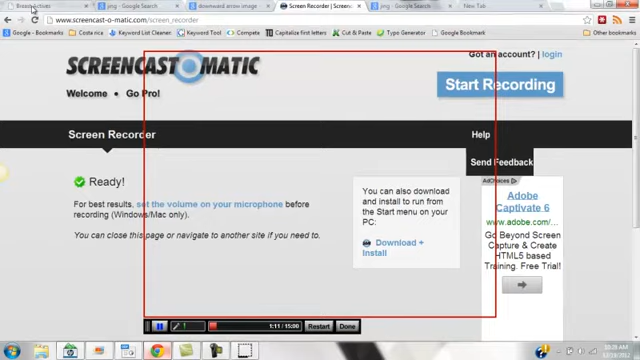 Breast Actives
jing - Google Search
downward arrow image
Screen Recorder | Screens
jing - Google Search
New Tab
www.screencast-o-matic.com/screen_recorder
Google - Bookmarks
Costa rica
Keyword List Cleaner
Keyword Tool
Compete
Capitalise first letters
Cut & Paste
Typo Generator
Google Bookmark
Other bookmarks
Got an account? | login
SCREENCAST O MATIC
Start Recording
Welcome • Go Pro!
Screen Recorder
Help
Send Feedback
Ready!
For best results, set the volume on your microphone before
recording (Windows/Mac only).
You can close this page or navigate to another site if you need to.
You can also download
and install to run from
the Start menu on your
PC:
Download +
Install
AdChoices
Adobe
Captivate 6
www.adobe.com/…
Go Beyond Screen
Capture & Create
HTML5 based
Training. Free Trial!
1:11 / 15:00
Restart
Done